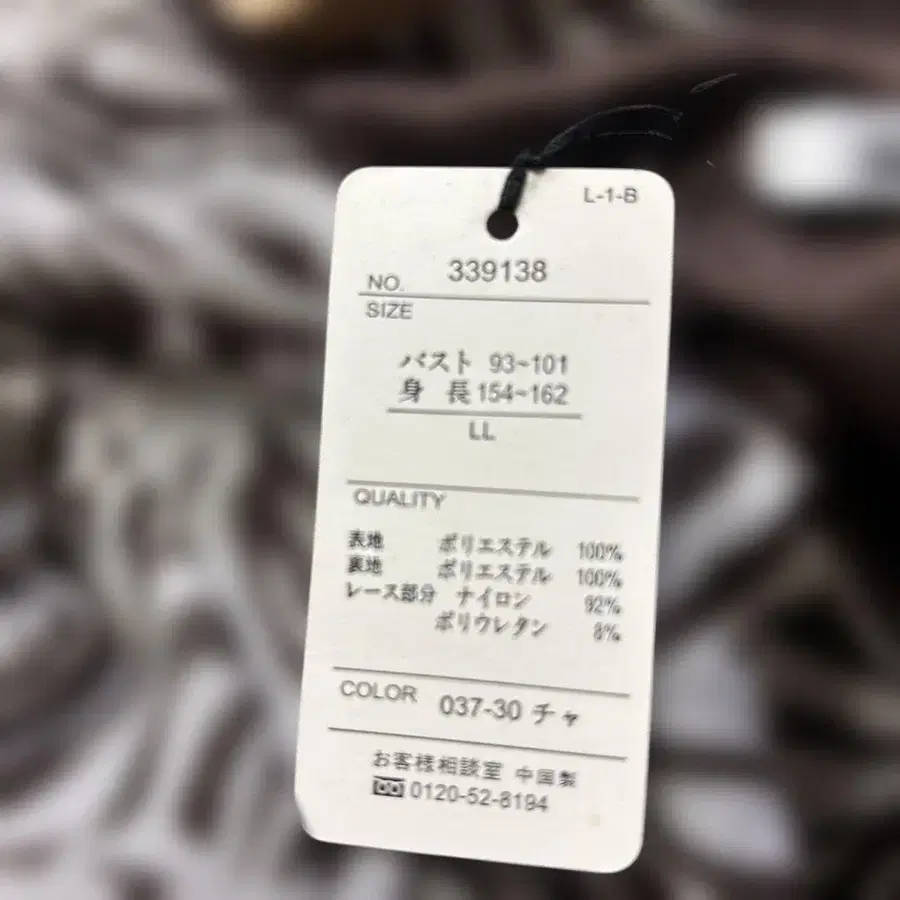 L-1-B
NO. 339138
SIZE
バスト 93~101
身 長 154~162
LL
QUALITY
表地 ポリエステル 100%
裏地 ポリエステル 100%
レース部分 ナイロン 92%
ポリウレタン 8%
COLOR 037-30 チャ
お客様相談室 中国製
0120-52-8194